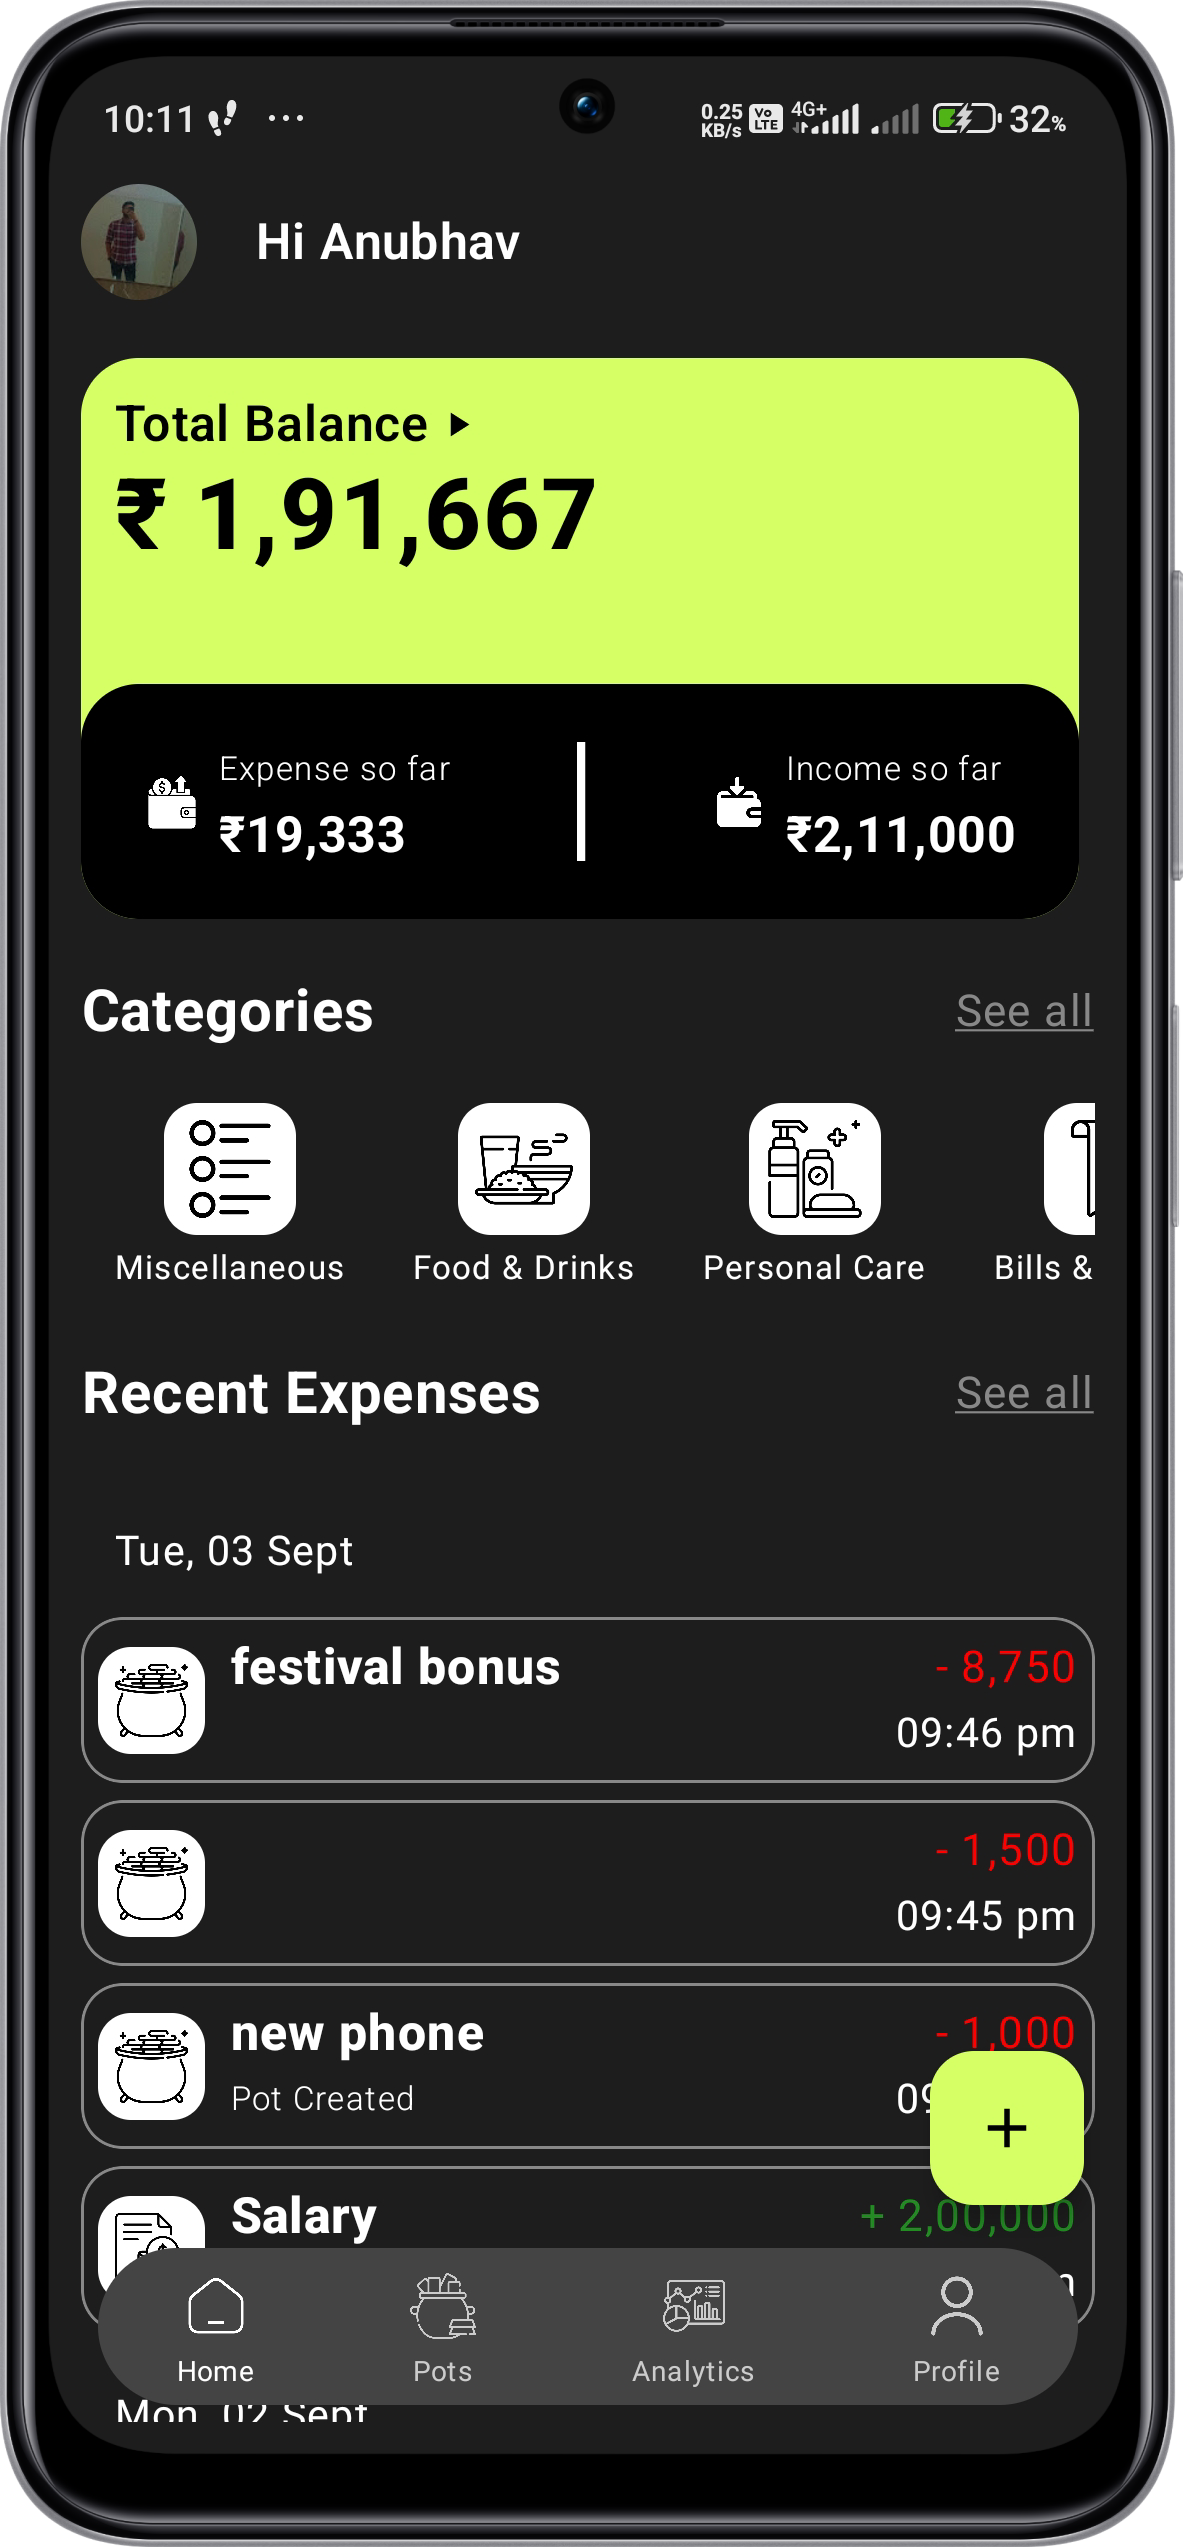 10:11 ... 0.25 KB/s Vo LTE 4G+ 32%
Hi Anubhav
Total Balance
₹ 1,91,667
Expense so far
₹19,333
Income so far
₹2,11,000
Categories See all
Miscellaneous Food & Drinks Personal Care Bills &
Recent Expenses See all
Tue, 03 Sept
festival bonus - 8,750
09:46 pm
- 1,500
09:45 pm
new phone - 1,000
Pot Created 09
+
Salary + 2,00,000
Home Pots Analytics Profile
Mon, 02 Sept